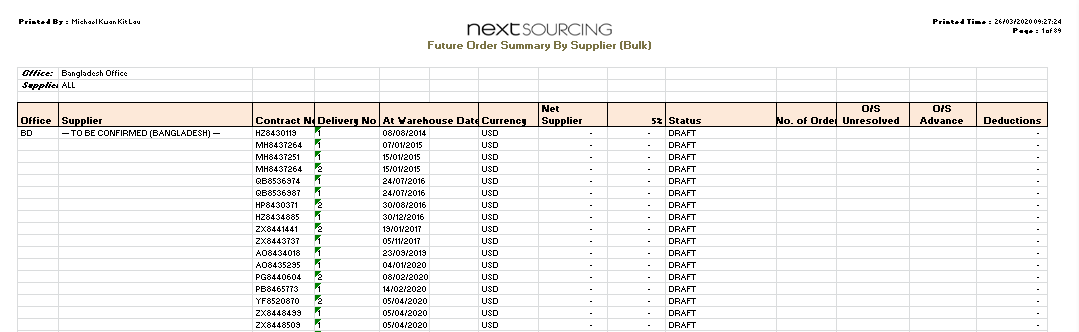 Printed By : Michael Kwan Kit Lau
nextSOURCING
Printed Time : 26/03/2020 09:27:24
Page : 1 of 89
Future Order Summary By Supplier (Bulk)
Office: Bangladesh Office
Supplier ALL
Office Supplier Contract No Delivery No At Warehouse Date Currency Net Supplier 5% Status No. of Order O/S Unresolved O/S Advance Deductions
BD --- TO BE CONFIRMED (BANGLADESH) --- HZ8430119 1 08/08/2014 USD - - DRAFT -
MH8437264 1 07/01/2015 USD - - DRAFT -
MH8437251 1 15/01/2015 USD - - DRAFT -
MH8437264 2 15/01/2015 USD - - DRAFT -
QB8536974 1 24/07/2016 USD - - DRAFT -
QB8536987 1 24/07/2016 USD - - DRAFT -
HP8430371 2 30/08/2016 USD - - DRAFT -
HZ8434885 1 30/12/2016 USD - - DRAFT -
ZX8441441 2 19/01/2017 USD - - DRAFT -
ZX8443737 1 05/11/2017 USD - - DRAFT -
AO8434018 1 23/09/2019 USD - - DRAFT -
AO8435295 1 04/01/2020 USD - - DRAFT -
PG8440604 2 08/02/2020 USD - - DRAFT -
PB8465773 1 14/02/2020 USD - - DRAFT -
YF8520870 2 05/04/2020 USD - - DRAFT -
ZX8448499 1 05/04/2020 USD - - DRAFT -
ZX8448509 1 05/04/2020 USD - - DRAFT -